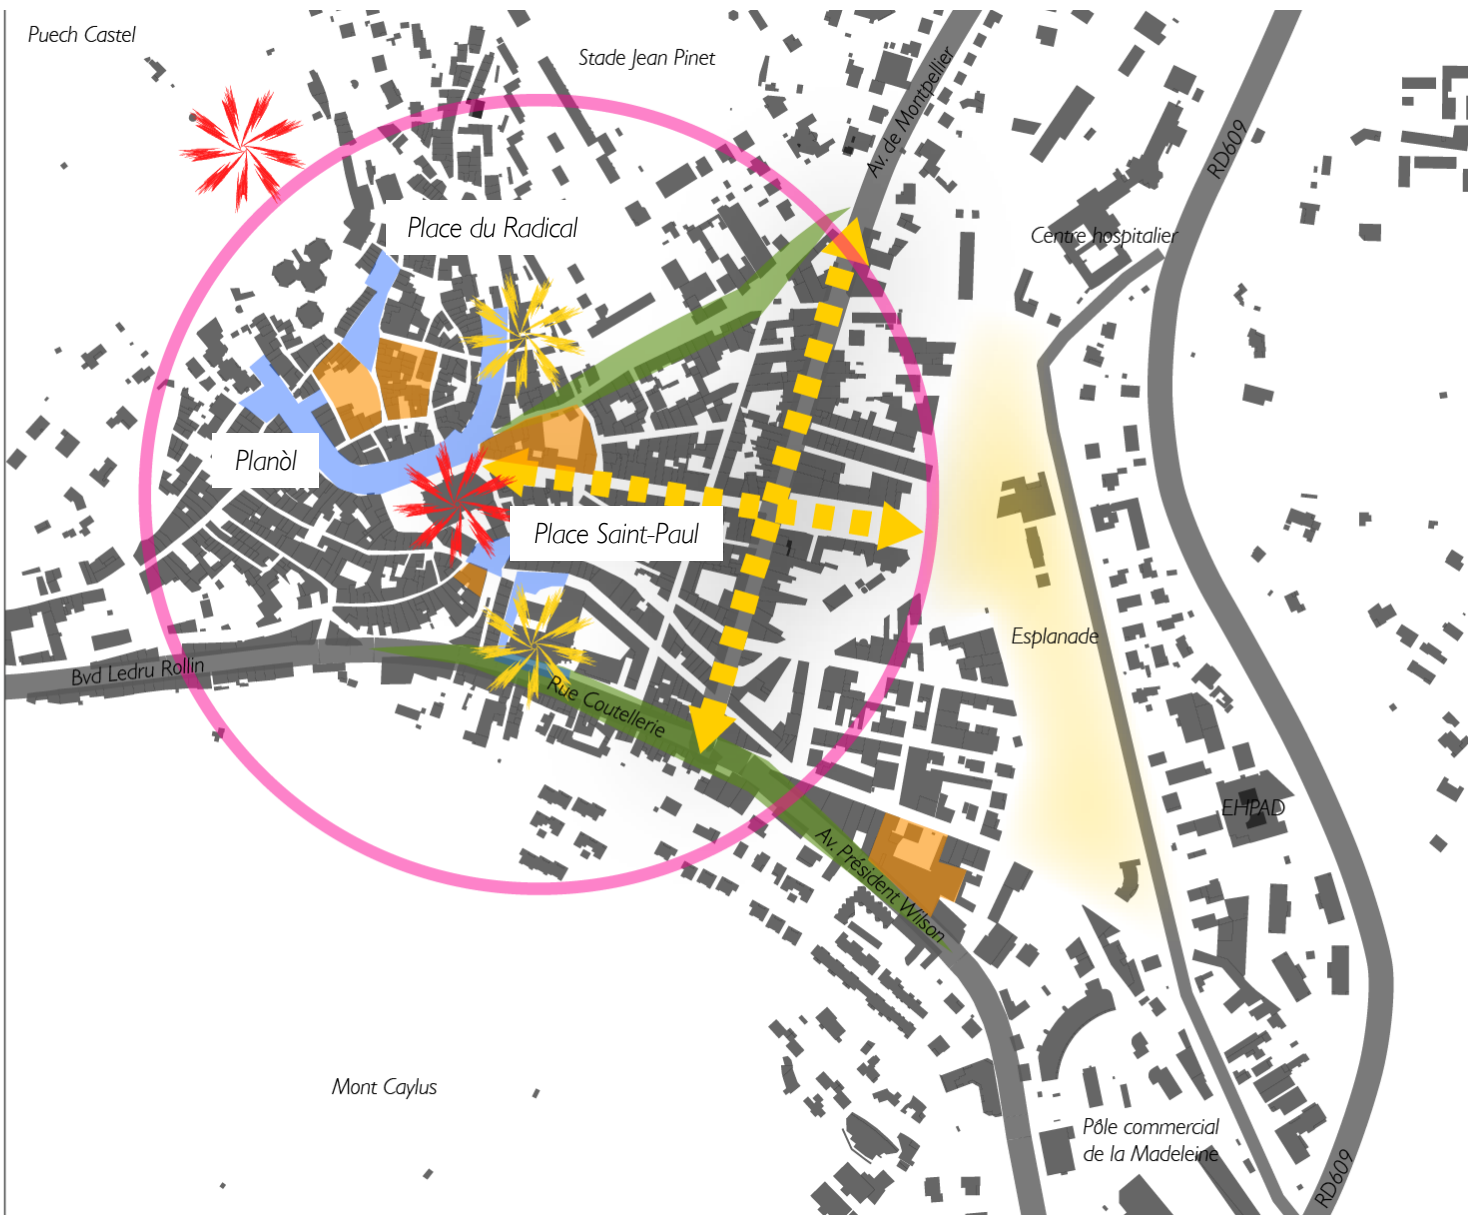 Puech Castel
Stade Jean Pinet
Av. de Montpellier
RD609
Place du Radical
Centre hospitalier
Planòl
Place Saint-Paul
Esplanade
Bvd Ledru Rollin
Rue Coutellerie
EHPAD
Av. Président Wilson
Mont Caylus
Pôle commercial
de la Madeleine
RD609